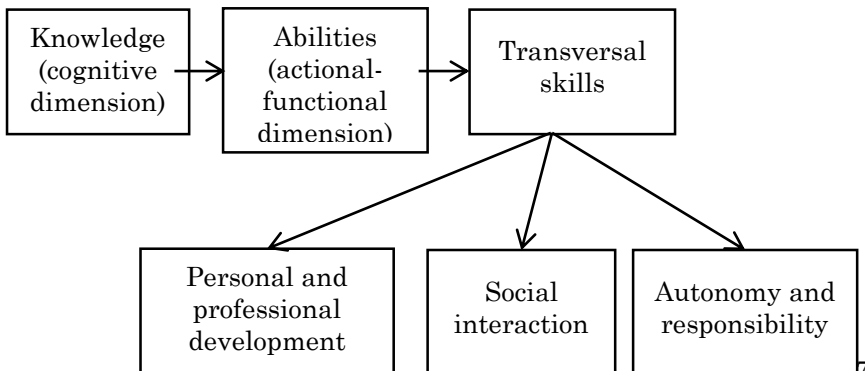 Knowledge
(cognitive
dimension)
Abilities
(actional-
functional
dimension)
Transversal
skills
Personal and
professional
development
Social
interaction
Autonomy and
responsibility